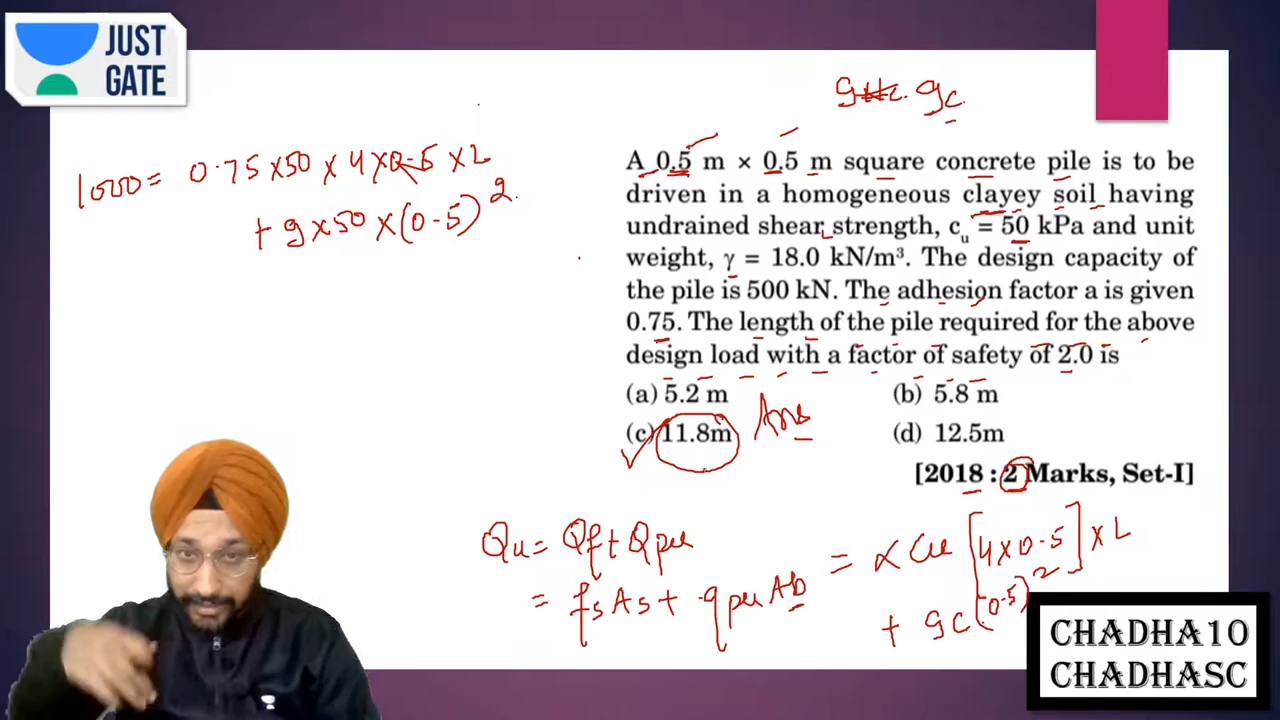 JUST
GATE
9c
1000 = 0.75 x 50 x 4 x 0.5 x L
+ 9 x 50 x (0.5)²
A 0.5 m × 0.5 m square concrete pile is to be
driven in a homogeneous clayey soil having
undrained shear strength, cᵤ = 50 kPa and unit
weight, γ = 18.0 kN/m³. The design capacity of
the pile is 500 kN. The adhesion factor a is given
0.75. The length of the pile required for the above
design load with a factor of safety of 2.0 is
(a) 5.2 m (b) 5.8 m
(c) 11.8m Ans (d) 12.5m
[2018 : 2 Marks, Set-I]
Qu = Qf + Qpu = α Cu [4 x 0.5] x L
= fs As + qpu Ab + 9c (0.5)²
CHADHA10
CHADHASC